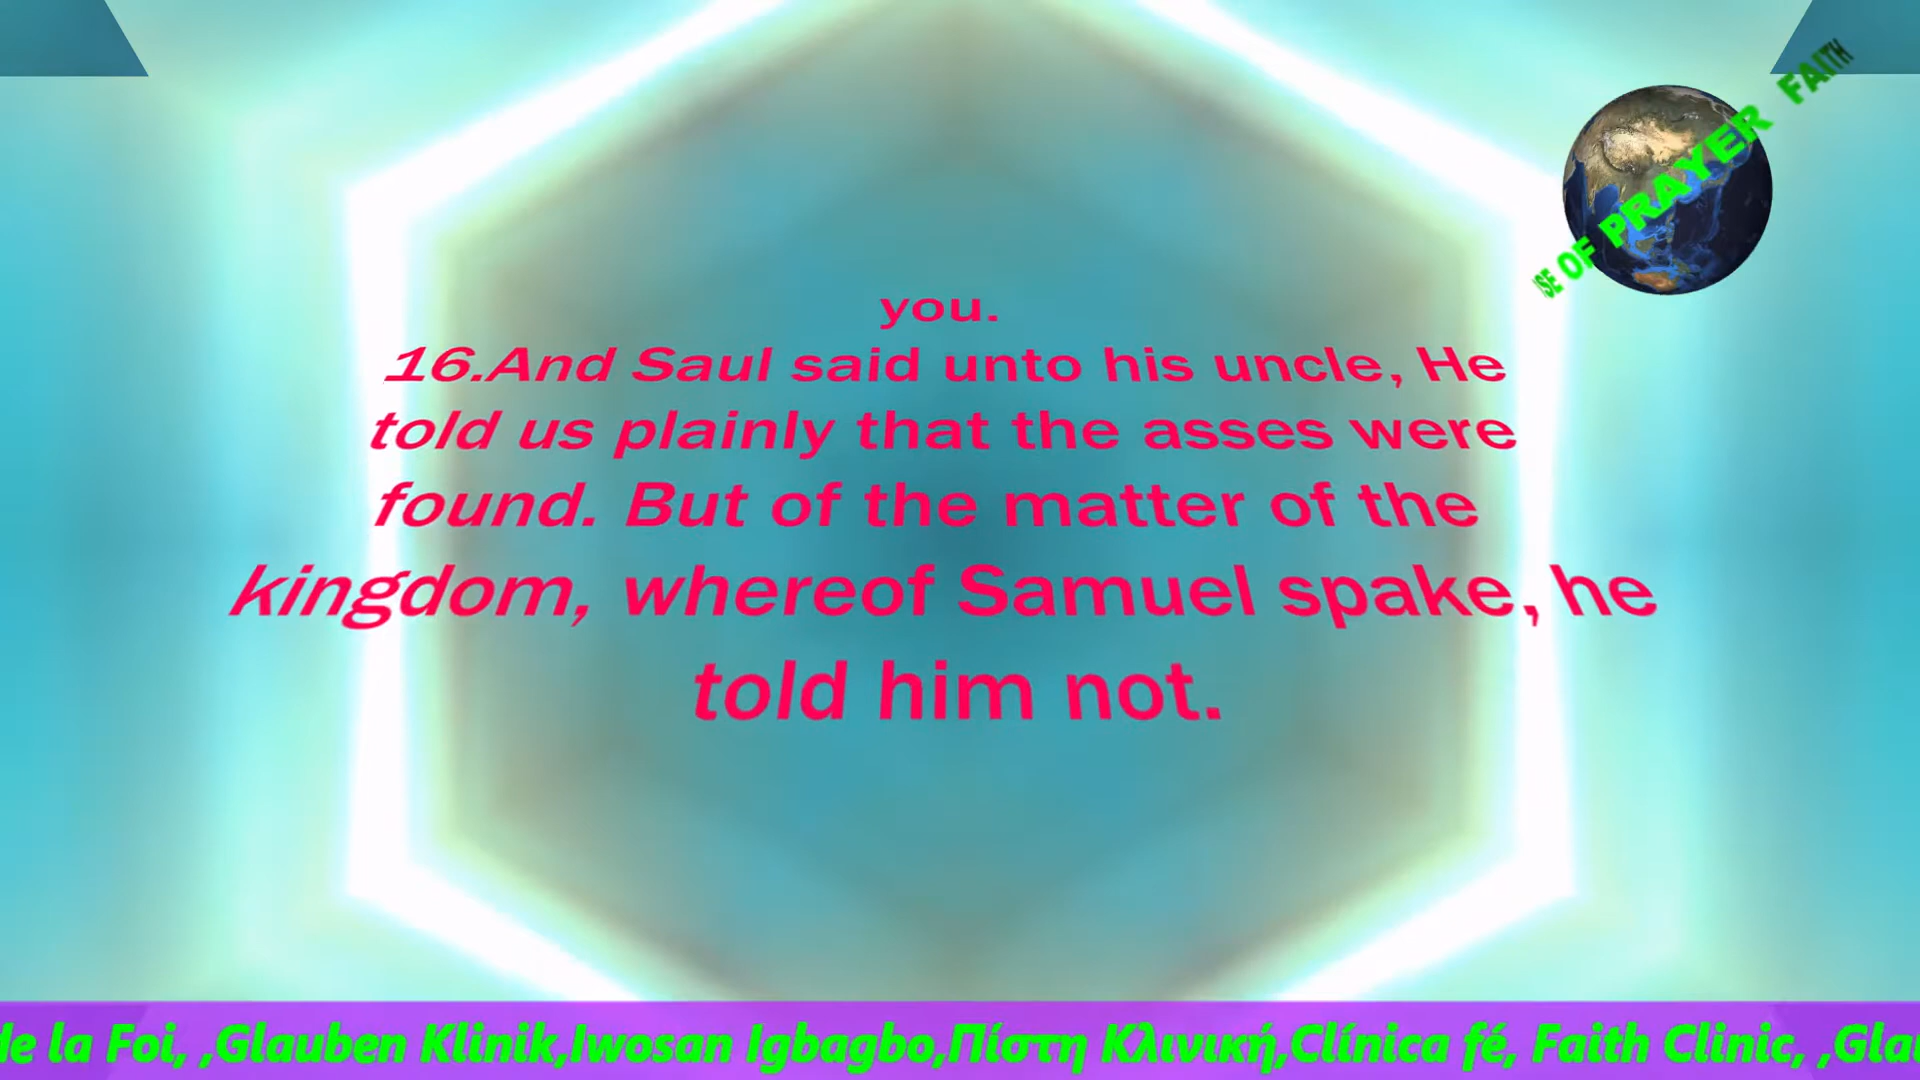 OF PRAYER FAITH
you.
16.And Saul said unto his uncle, He
told us plainly that the asses were
found. But of the matter of the
kingdom, whereof Samuel spake, he
told him not.
de la Foi, ,Glauben Klinik,Iwosan Igbagbo,Πίστη Κλινική,Clínica fé, Faith Clinic, ,Gla